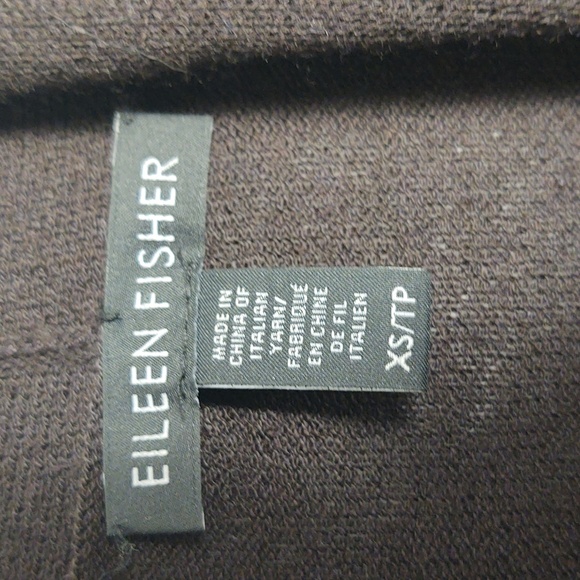 EILEEN FISHER
MADE IN
CHINA OF
ITALIAN
YARN/
FABRIQUÉ
EN CHINE
DE FIL
ITALIEN
XS/TP